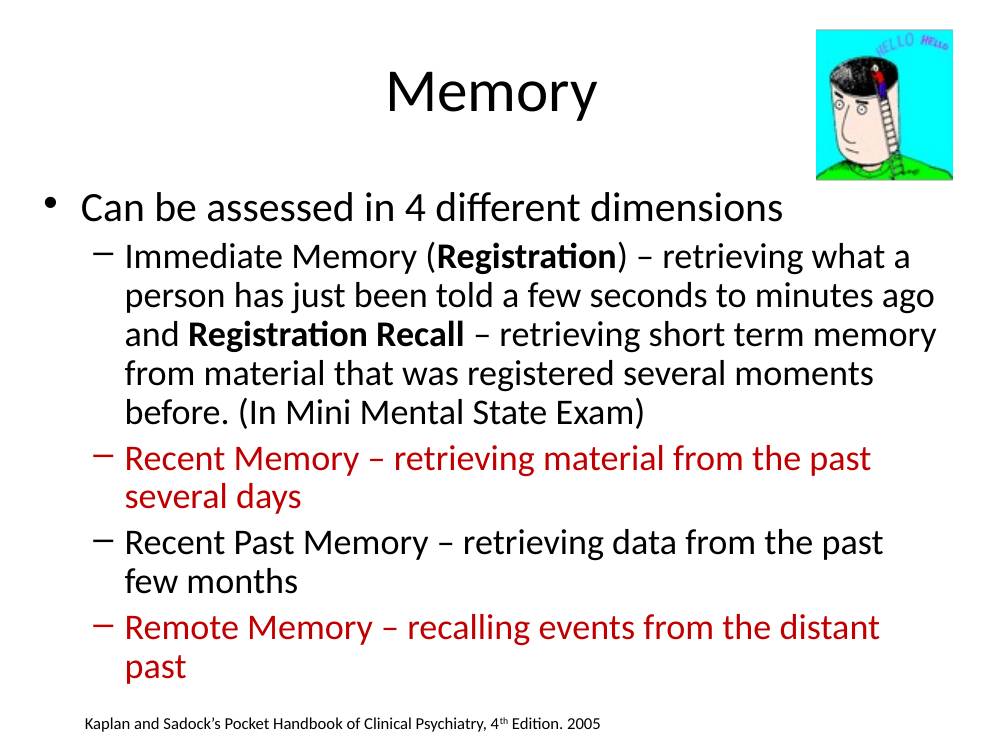 HELLO HELLO
Memory
• Can be assessed in 4 different dimensions
– Immediate Memory (Registration) – retrieving what a
person has just been told a few seconds to minutes ago
and Registration Recall – retrieving short term memory
from material that was registered several moments
before. (In Mini Mental State Exam)
– Recent Memory – retrieving material from the past
several days
– Recent Past Memory – retrieving data from the past
few months
– Remote Memory – recalling events from the distant
past
Kaplan and Sadock’s Pocket Handbook of Clinical Psychiatry, 4th Edition. 2005